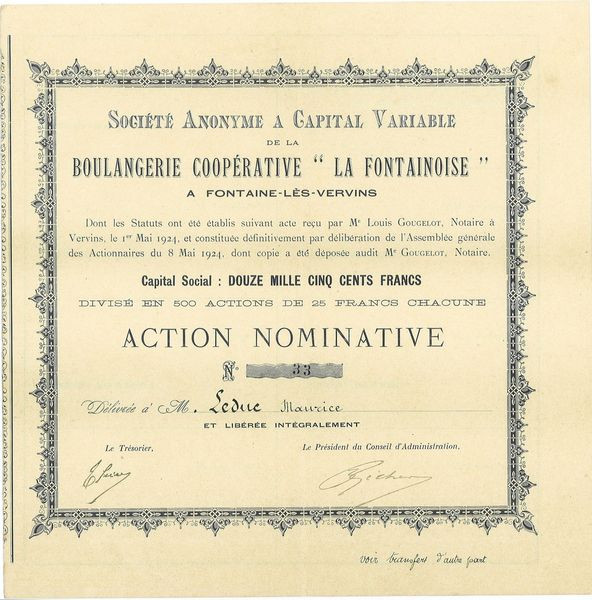 SOCIÉTÉ ANONYME A CAPITAL VARIABLE
DE LA
BOULANGERIE COOPÉRATIVE “ LA FONTAINOISE ”
A FONTAINE-LÈS-VERVINS
Dont les Statuts ont été établis suivant acte reçu par Me Louis GOUGELOT, Notaire à
Vervins, le 1er Mai 1924, et constituée définitivement par délibération de l'Assemblée générale
des Actionnaires du 8 Mai 1924, dont copie a été déposée audit Me GOUGELOT, Notaire.
Capital Social : DOUZE MILLE CINQ CENTS FRANCS
DIVISÉ EN 500 ACTIONS DE 25 FRANCS CHACUNE
ACTION NOMINATIVE
No 33
Délivrée à M. Leduc Maurice
ET LIBÉRÉE INTÉGRALEMENT
Le Trésorier, Le Président du Conseil d'Administration,
voir transfers d'autre part